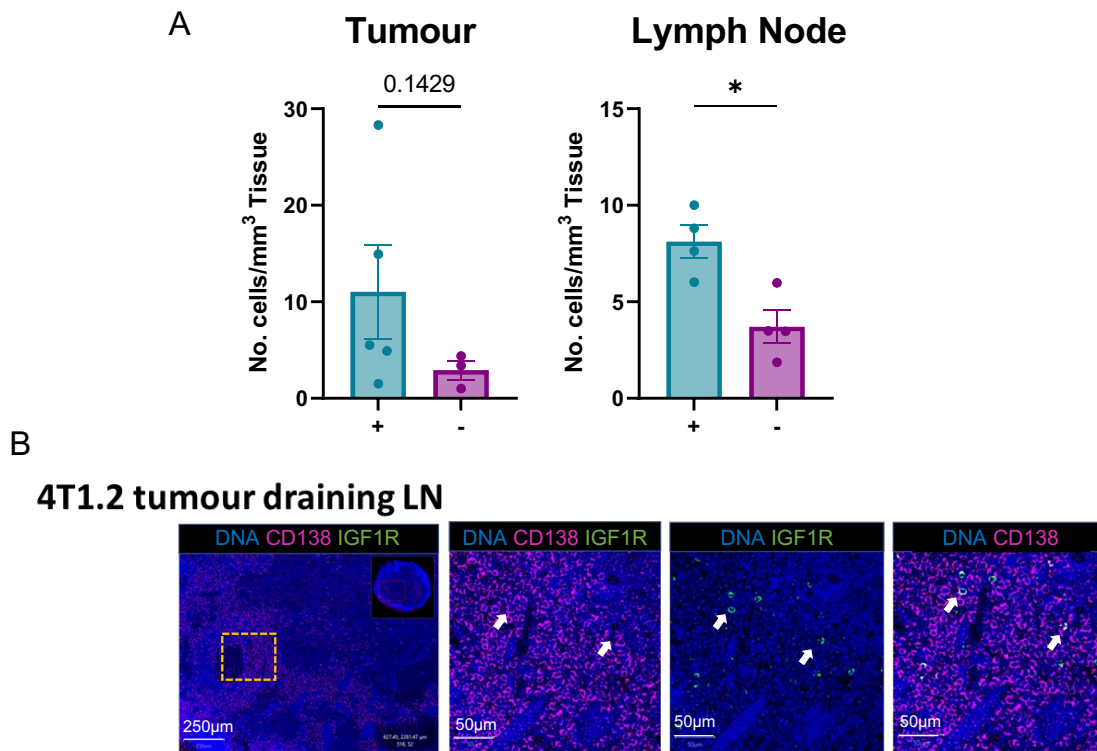 A
Tumour
Lymph Node
0.1429
*
No. cells/mm³ Tissue
30
20
10
0
+
-
No. cells/mm³ Tissue
15
10
5
0
+
-
B
4T1.2 tumour draining LN
DNA CD138 IGF1R
DNA CD138 IGF1R
DNA IGF1R
DNA CD138
250µm
50µm
50µm
50µm